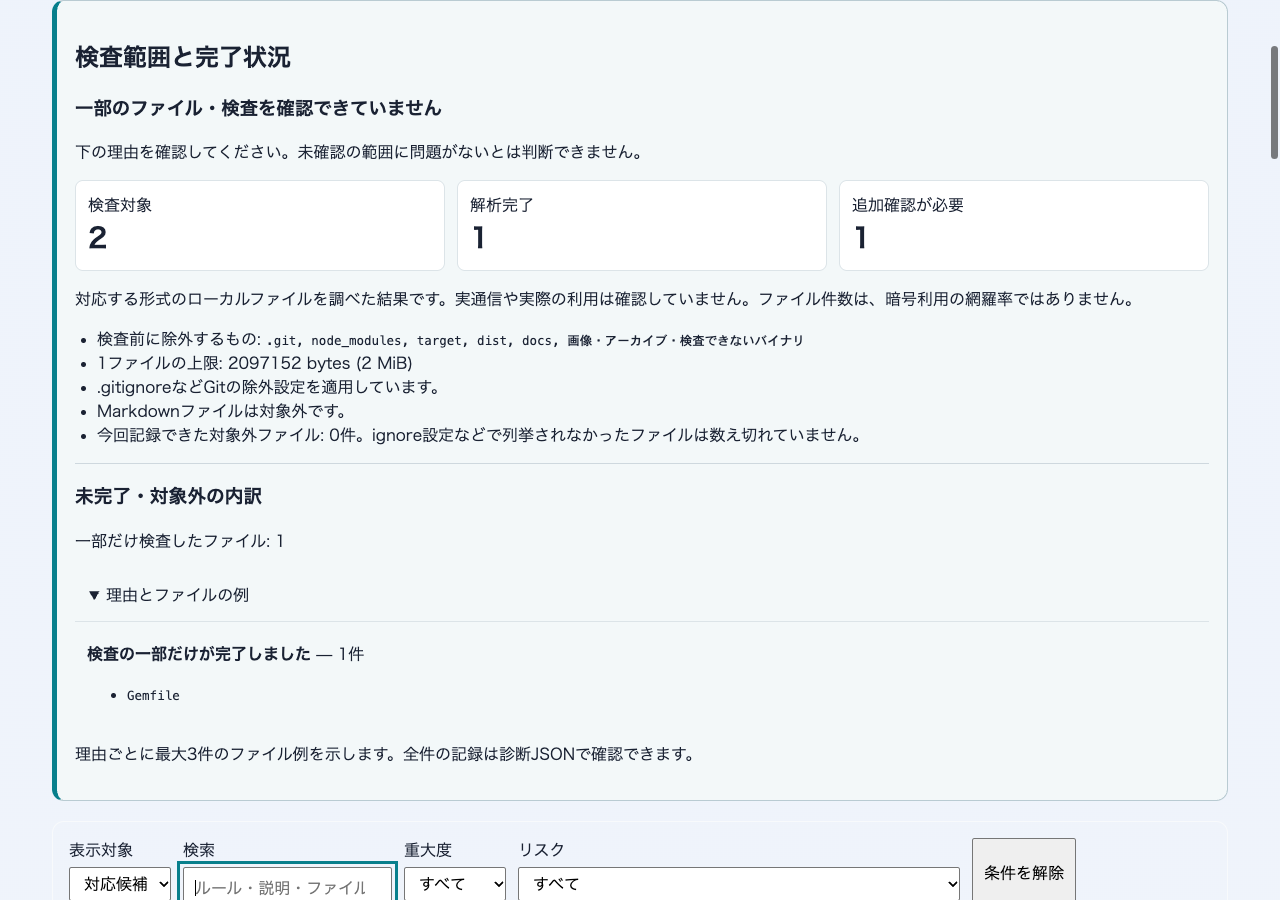 検査範囲と完了状況
一部のファイル・検査を確認できていません
下の理由を確認してください。未確認の範囲に問題がないとは判断できません。
検査対象
2
解析完了
1
追加確認が必要
1
対応する形式のローカルファイルを調べた結果です。実通信や実際の利用は確認していません。ファイル件数は、暗号利用の網羅率ではありません。
• 検査前に除外するもの: .git, node_modules, target, dist, docs, 画像・アーカイブ・検査できないバイナリ
• 1ファイルの上限: 2097152 bytes (2 MiB)
• .gitignoreなどGitの除外設定を適用しています。
• Markdownファイルは対象外です。
• 今回記録できた対象外ファイル: 0件。ignore設定などで列挙されなかったファイルは数え切れていません。
未完了・対象外の内訳
一部だけ検査したファイル: 1
▼ 理由とファイルの例
検査の一部だけが完了しました — 1件
• Gemfile
理由ごとに最大3件のファイル例を示します。全件の記録は診断JSONで確認できます。
表示対象 検索 重大度 リスク
対応候補 ルール・説明・ファイル すべて すべて 条件を解除